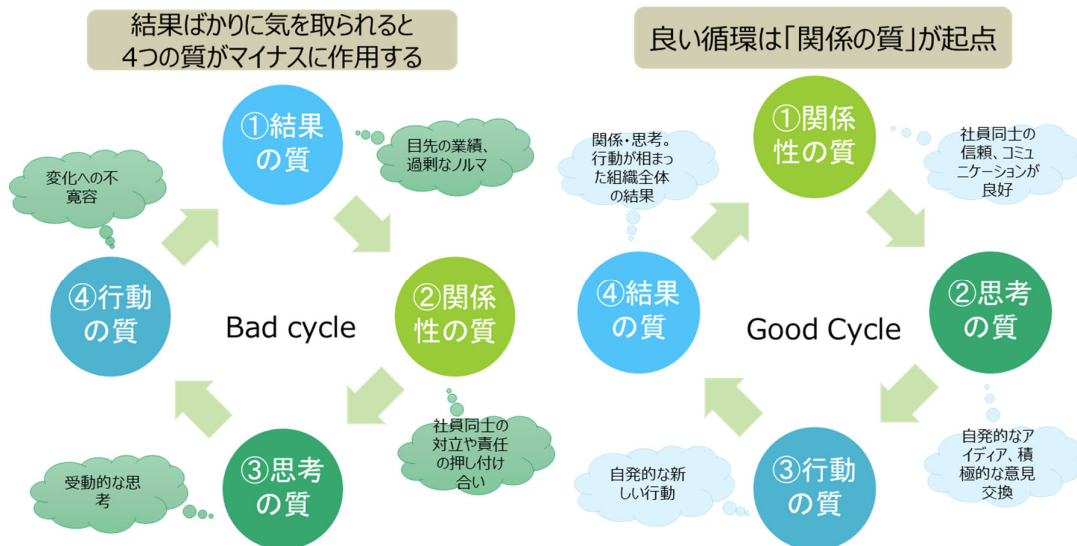 結果ばかりに気を取られると
4つの質がマイナスに作用する
①結果
の質
目先の業績、
過剰なノルマ
②関係
性の質
社員同士の
対立や責任
の押し付け
合い
③思考
の質
受動的な思
考
④行動
の質
変化への不
寛容
Bad cycle
良い循環は「関係の質」が起点
①関係
性の質
社員同士の
信頼、コミュ
ニケーションが
良好
②思考
の質
自発的なア
イディア、積
極的な意見
交換
③行動
の質
自発的な新
しい行動
④結果
の質
関係・思考。
行動が相まっ
た組織全体
の結果
Good Cycle